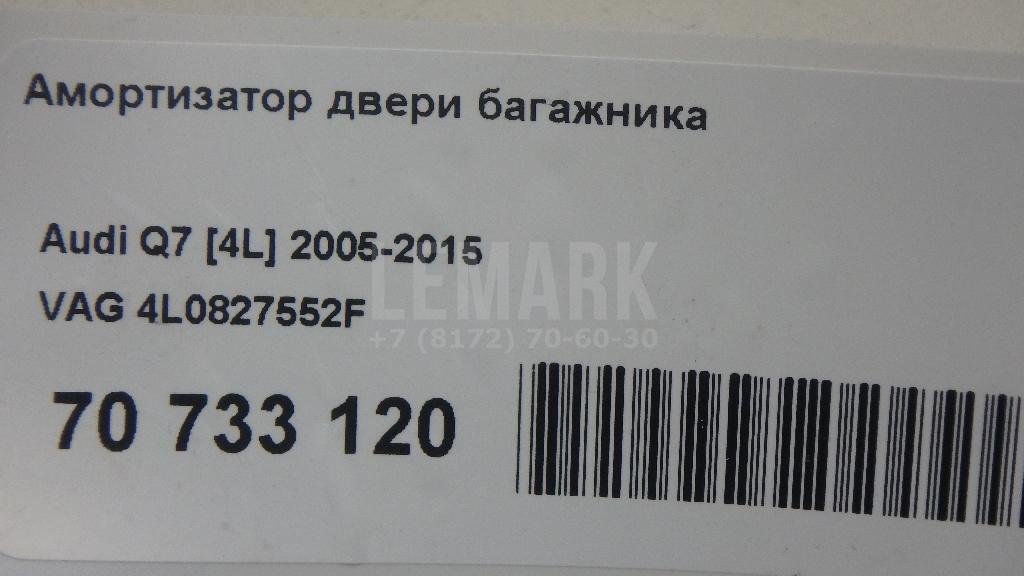 Амортизатор двери багажника
Audi Q7 [4L] 2005-2015
VAG 4L0827552F
LEMARK
+7 (8172) 70-60-30
70 733 120